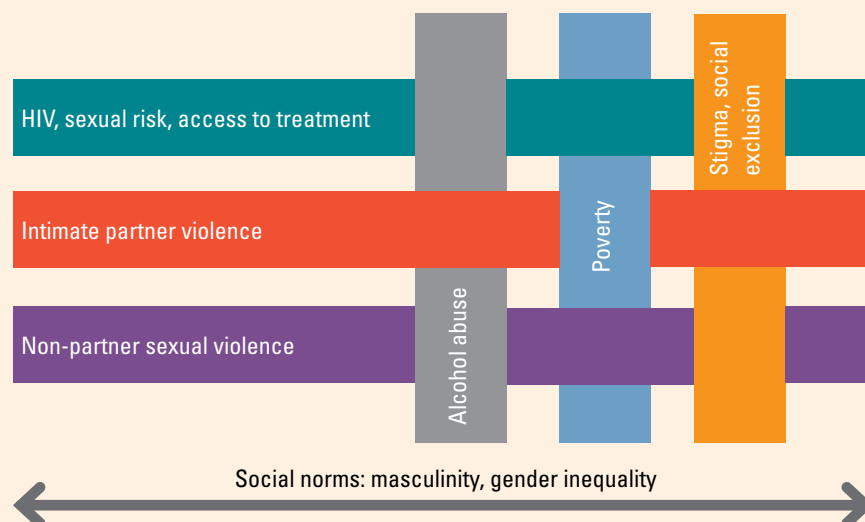 HIV, sexual risk, access to treatment
Intimate partner violence
Non-partner sexual violence
Alcohol abuse
Poverty
Stigma, social
exclusion
Social norms: masculinity, gender inequality